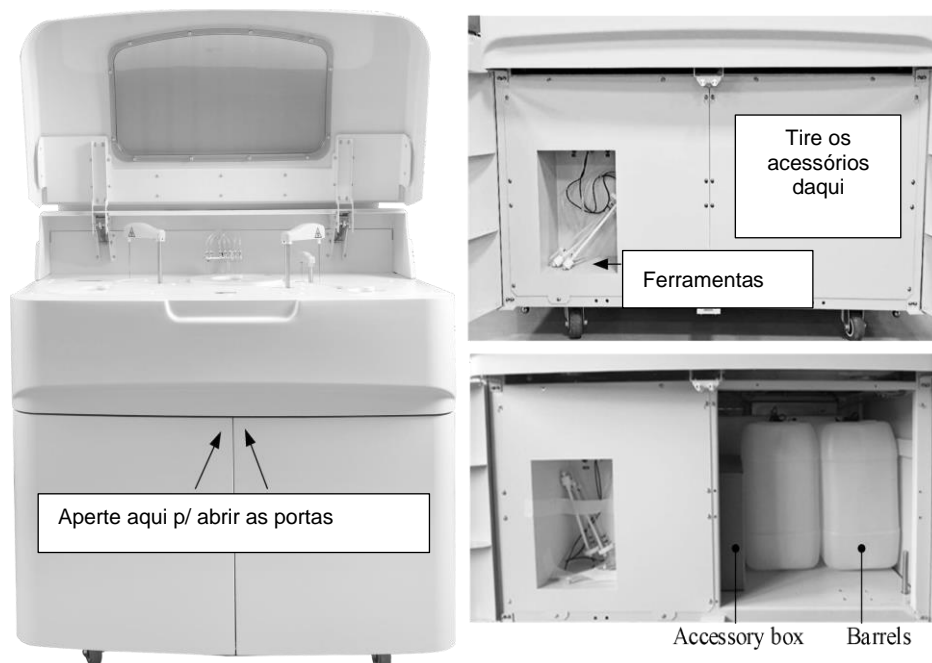 Tire os
acessórios
daqui
Ferramentas
Aperte aqui p/ abrir as portas
Accessory box
Barrels